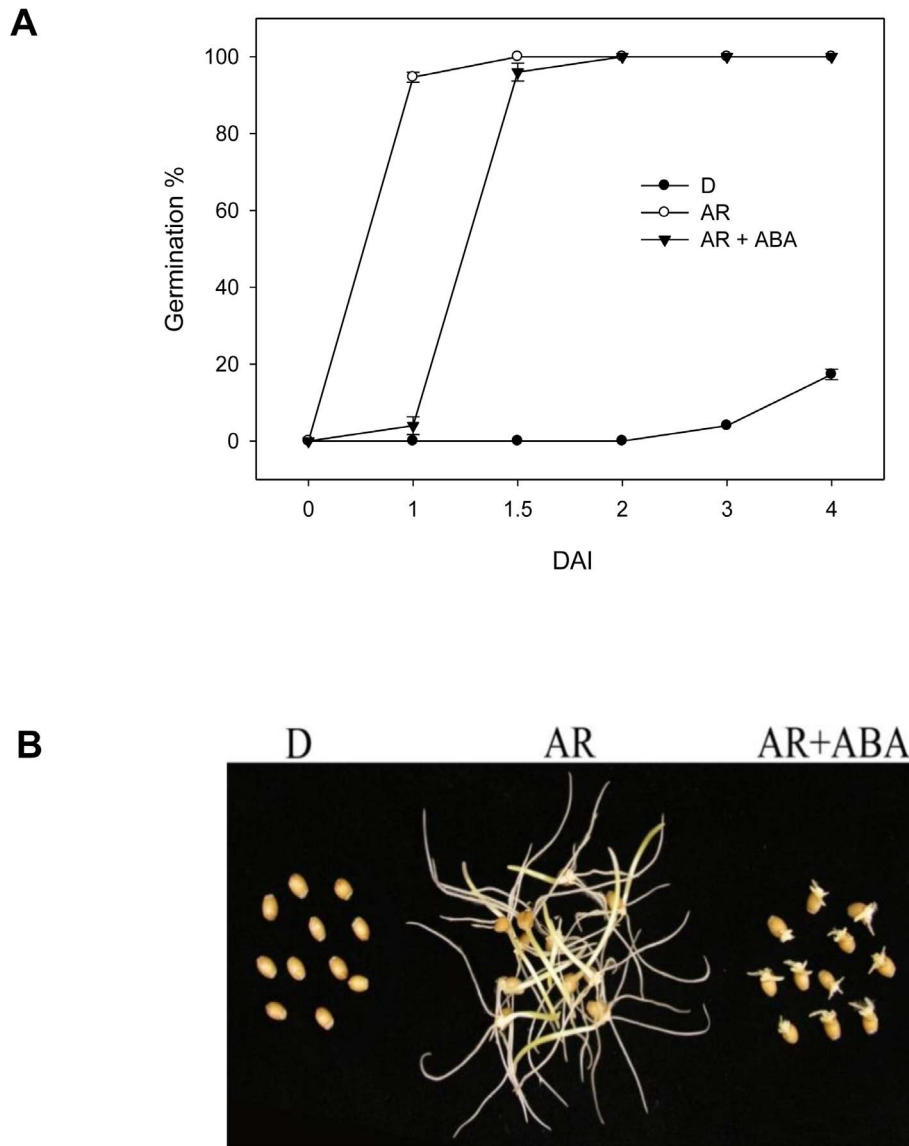 A
100
80
60
40
20
0
Germination %
D
AR
AR + ABA
0 1 1.5 2 3 4
DAI
B
D AR AR+ABA